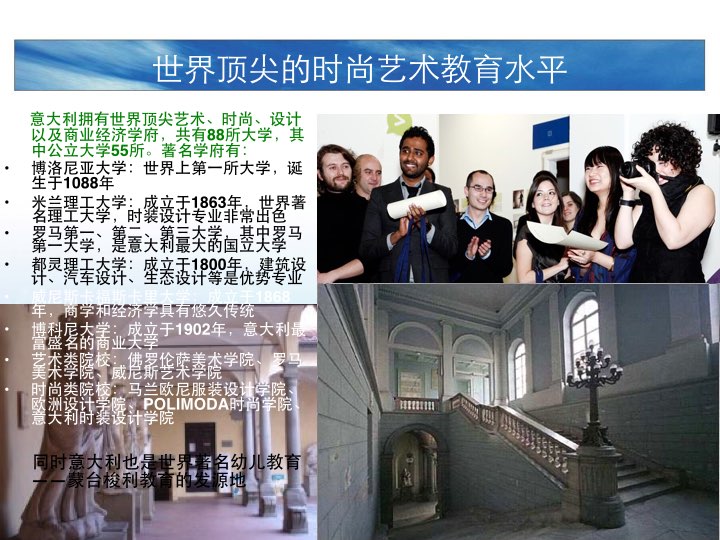 世界顶尖的时尚艺术教育水平
意大利拥有世界顶尖艺术、时尚、设计
以及商业经济学府，共有88所大学，其
中公立大学55所。著名学府有：
• 博洛尼亚大学：世界上第一所大学，诞
生于1088年
• 米兰理工大学：成立于1863年，世界著
名理工大学，时装设计专业非常出色
• 罗马第一、第二、第三大学，其中罗马
第一大学，是意大利最大的国立大学
• 都灵理工大学：成立于1800年，建筑设
计、汽车设计、生态设计等是优势专业
• 威尼斯卡福斯卡里大学：成立于1868
年，商学和经济学具有悠久传统
• 博科尼大学：成立于1902年，意大利最
富盛名的商业大学
• 艺术类院校：佛罗伦萨美术学院、罗马
美术学院、威尼斯艺术学院
• 时尚类院校：马兰欧尼服装设计学院、
欧洲设计学院、POLIMODA时尚学院、
意大利时装设计学院
同时意大利也是世界著名幼儿教育
——蒙台梭利教育的发源地